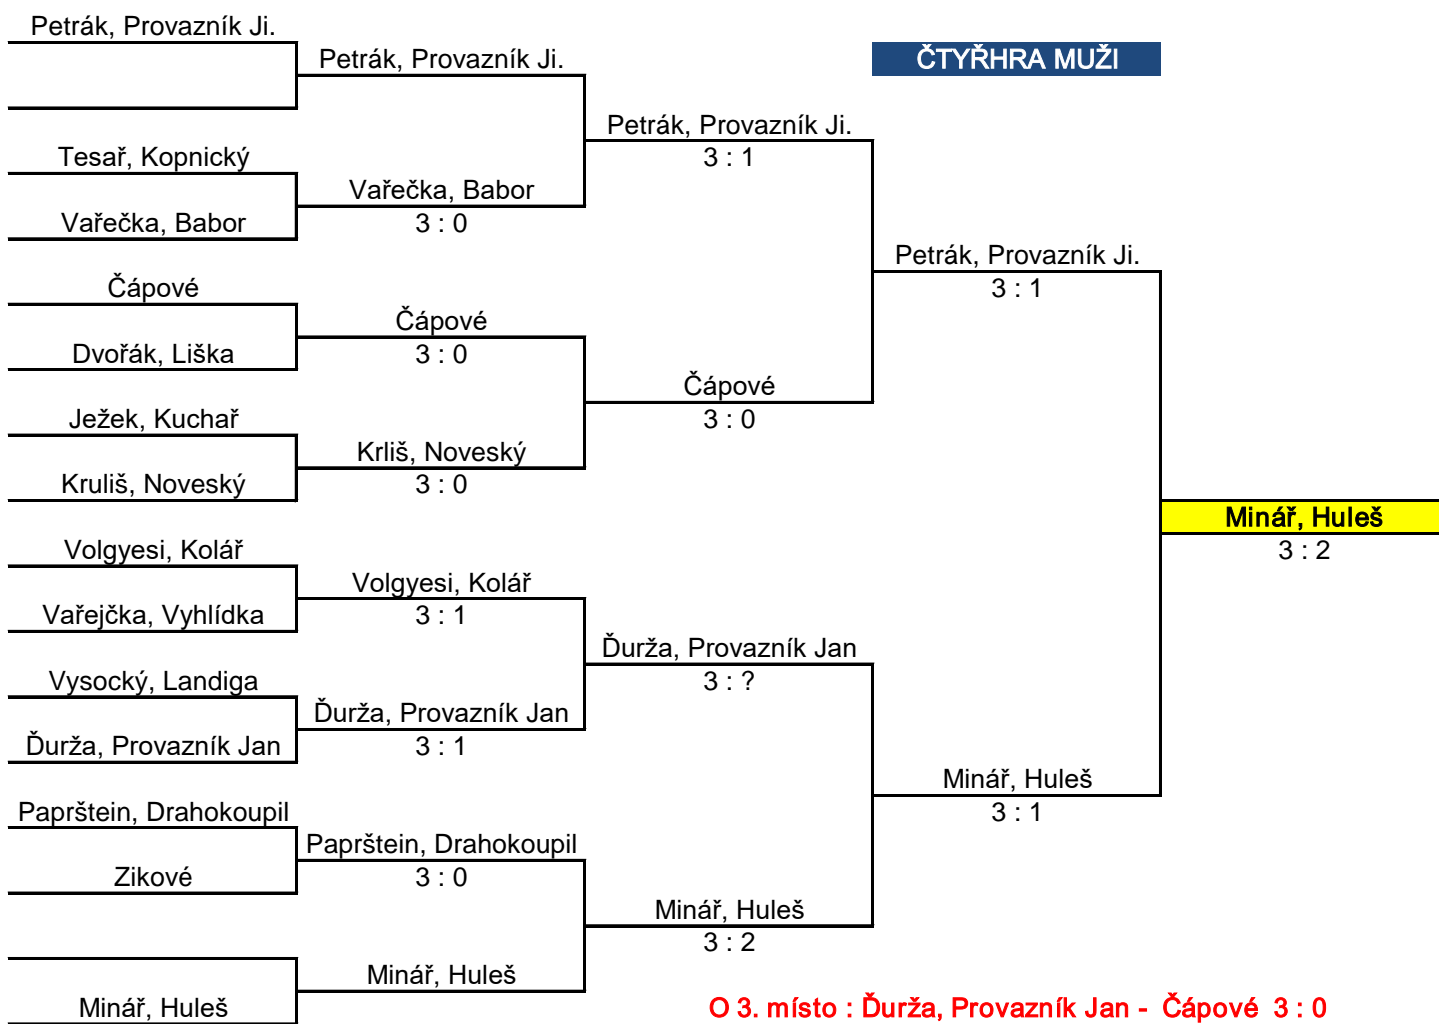 Petrák, Provazník Ji.
Petrák, Provazník Ji.
ČTYŘHRA MUŽI
Petrák, Provazník Ji.
3 : 1
Tesař, Kopnický
Vařečka, Babor
3 : 0
Vařečka, Babor
Petrák, Provazník Ji.
3 : 1
Čápové
Čápové
3 : 0
Dvořák, Liška
Čápové
3 : 0
Ježek, Kuchař
Krliš, Noveský
3 : 0
Kruliš, Noveský
Minář, Huleš
3 : 2
Volgyesi, Kolář
Volgyesi, Kolář
3 : 1
Vařejčka, Vyhlídka
Ďurža, Provazník Jan
3 : ?
Vysocký, Landiga
Ďurža, Provazník Jan
3 : 1
Ďurža, Provazník Jan
Minář, Huleš
3 : 1
Paprštein, Drahokoupil
Paprštein, Drahokoupil
3 : 0
Zikové
Minář, Huleš
3 : 2
Minář, Huleš
Minář, Huleš
O 3. místo : Ďurža, Provazník Jan - Čápové 3 : 0